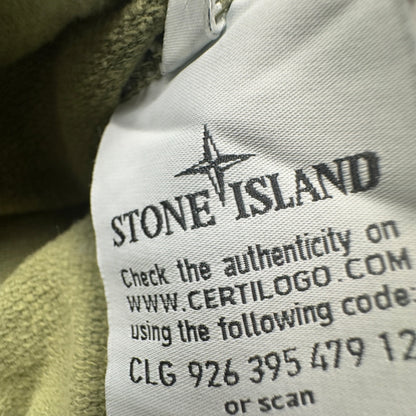 STONE ISLAND
Check the authenticity on
WWW.CERTILOGO.COM
using the following code:
CLG 926 395 479 12
or scan